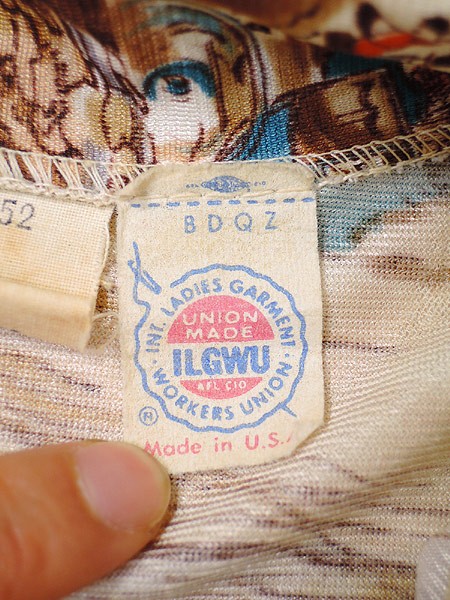 52
BDQZ
INT. LADIES GARMENT
UNION
MADE
ILGWU
AFL CIO
WORKERS UNION
®
Made in U.S.